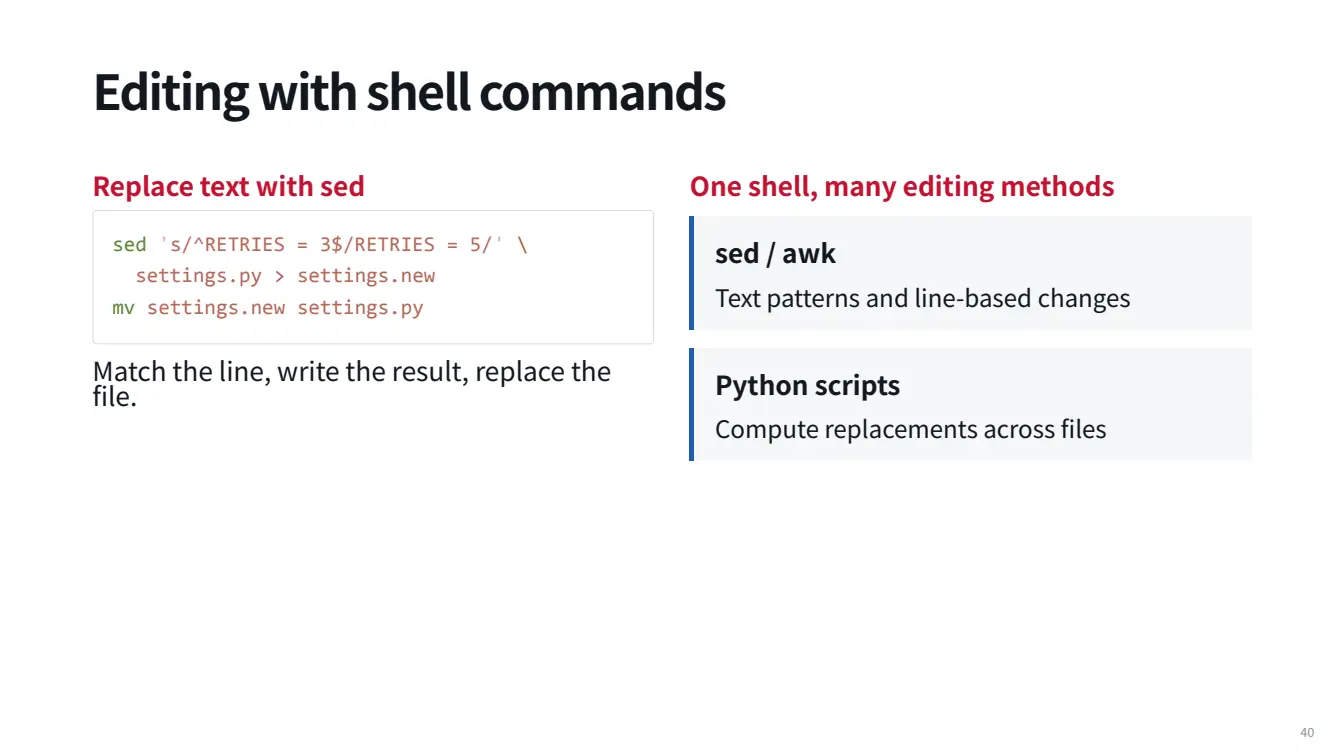 Editing with shell commands
Replace text with sed
sed 's/^RETRIES = 3$/RETRIES = 5/' \
  settings.py > settings.new
mv settings.new settings.py
Match the line, write the result, replace the
file.
One shell, many editing methods
sed / awk
Text patterns and line-based changes
Python scripts
Compute replacements across files
40